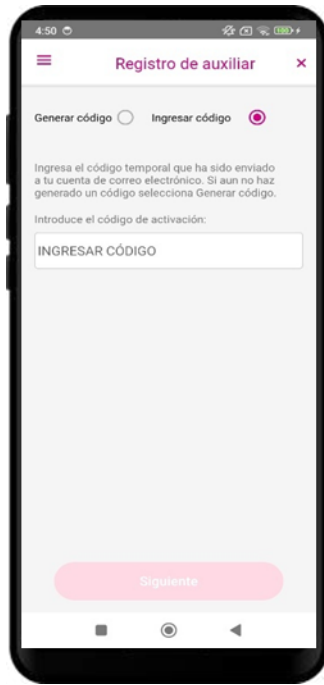 4:50
Registro de auxiliar
Generar código
Ingresar código
Ingresa el código temporal que ha sido enviado
a tu cuenta de correo electrónico. Si aun no haz
generado un código selecciona Generar código.
Introduce el código de activación:
INGRESAR CÓDIGO
Siguiente